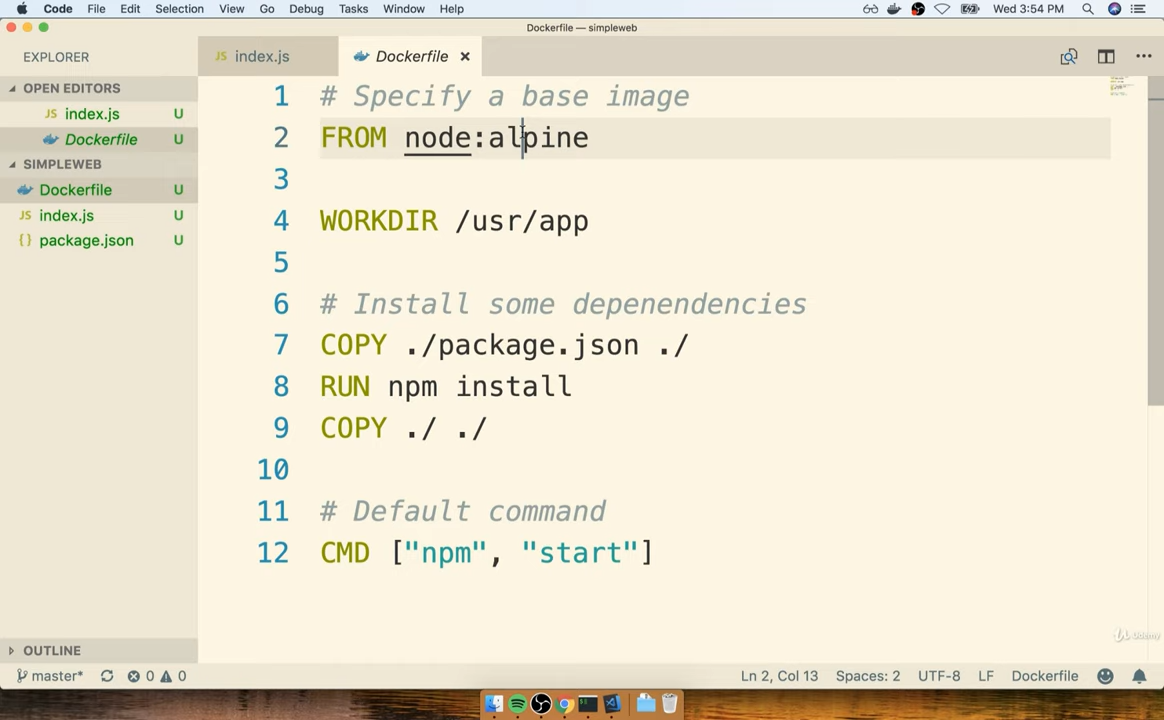 Code File Edit Selection View Go Debug Tasks Window Help Wed 3:54 PM
Dockerfile — simpleweb
EXPLORER
JS index.js
Dockerfile ×
OPEN EDITORS
JS index.js U
Dockerfile U
SIMPLEWEB
Dockerfile U
JS index.js U
{} package.json U
1 # Specify a base image
2 FROM node:alpine
3
4 WORKDIR /usr/app
5
6 # Install some depenendencies
7 COPY ./package.json ./
8 RUN npm install
9 COPY ./ ./
10
11 # Default command
12 CMD ["npm", "start"]
Udemy
OUTLINE
master* 0 0 Ln 2, Col 13 Spaces: 2 UTF-8 LF Dockerfile